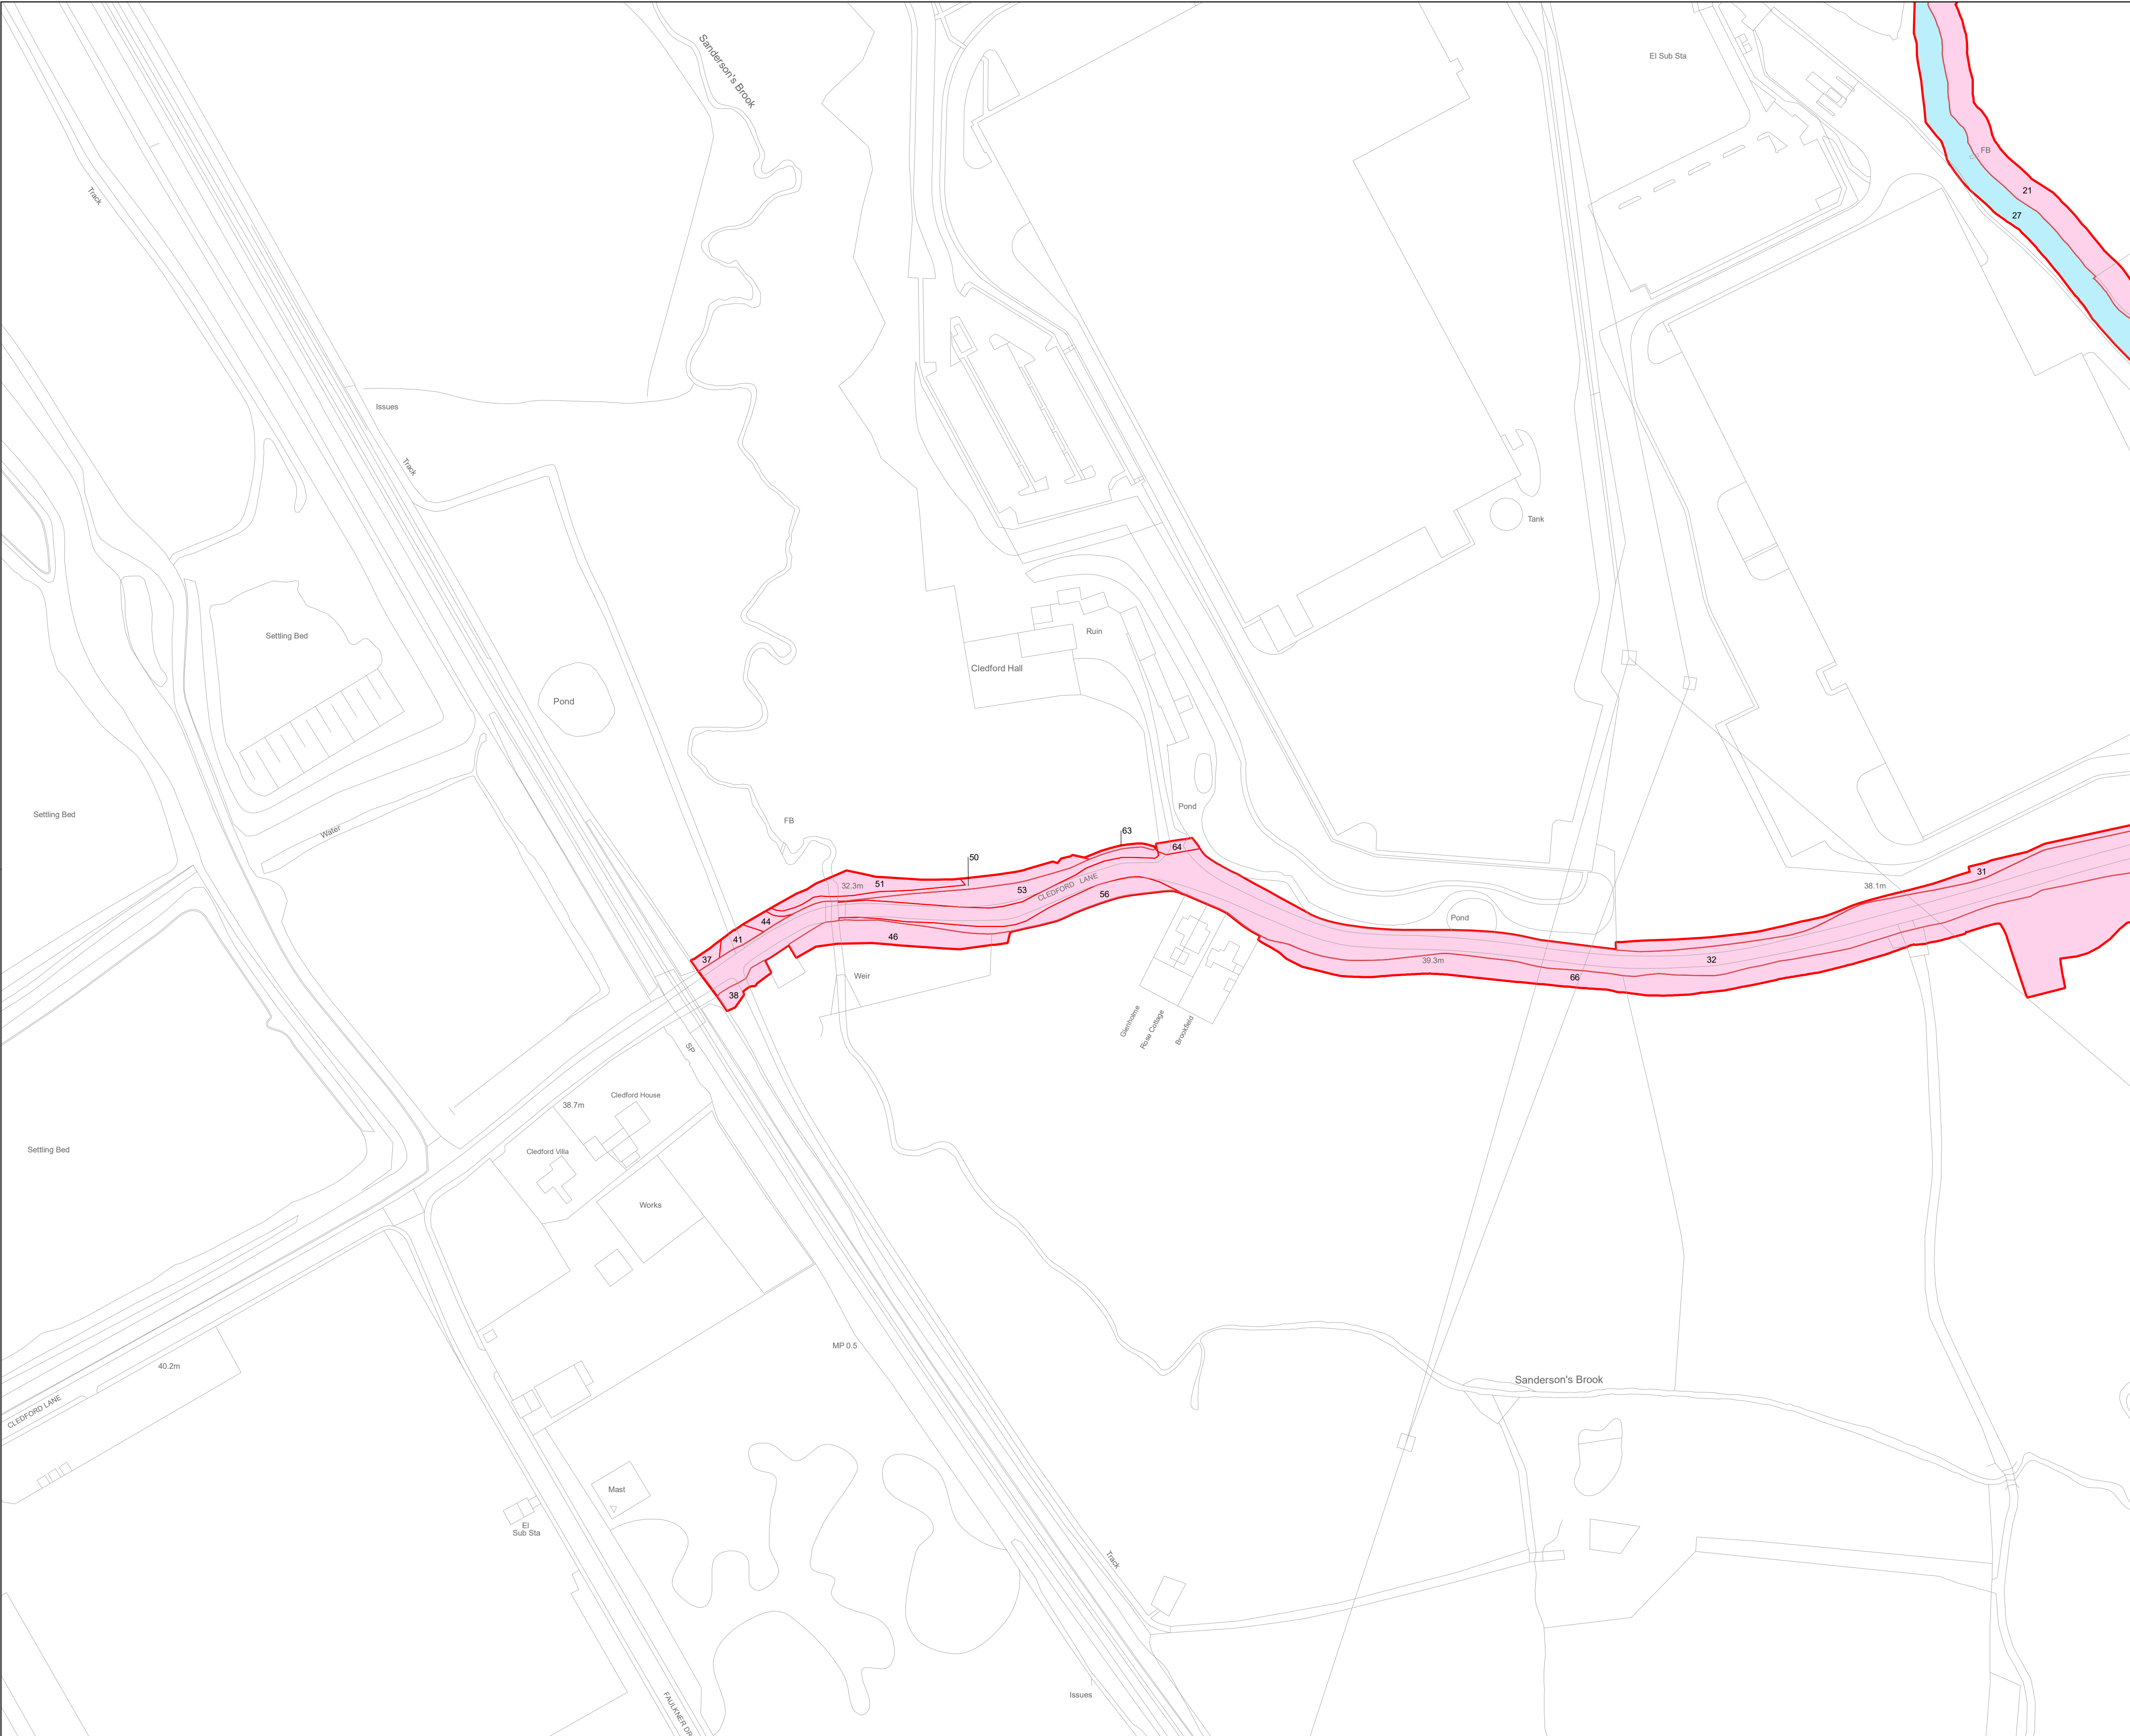 Sanderson's Brook
El Sub Sta
FB
21
27
Track
Issues
Track
Tank
Settling Bed
Ruin
Cledford Hall
Pond
Settling Bed
Water
FB
Pond
63
64
50
51
32.3m
53
CLEDFORD LANE
56
44
41
46
37
38
31
38.1m
Pond
39.3m
32
66
Weir
Glenholme
Rose Cottage
Brookfield
SP
Cledford House
38.7m
Settling Bed
Cledford Villa
Works
MP 0.5
40.2m
CLEDFORD LANE
Sanderson's Brook
Mast
El
Sub Sta
Track
FAULKNER DR
Issues